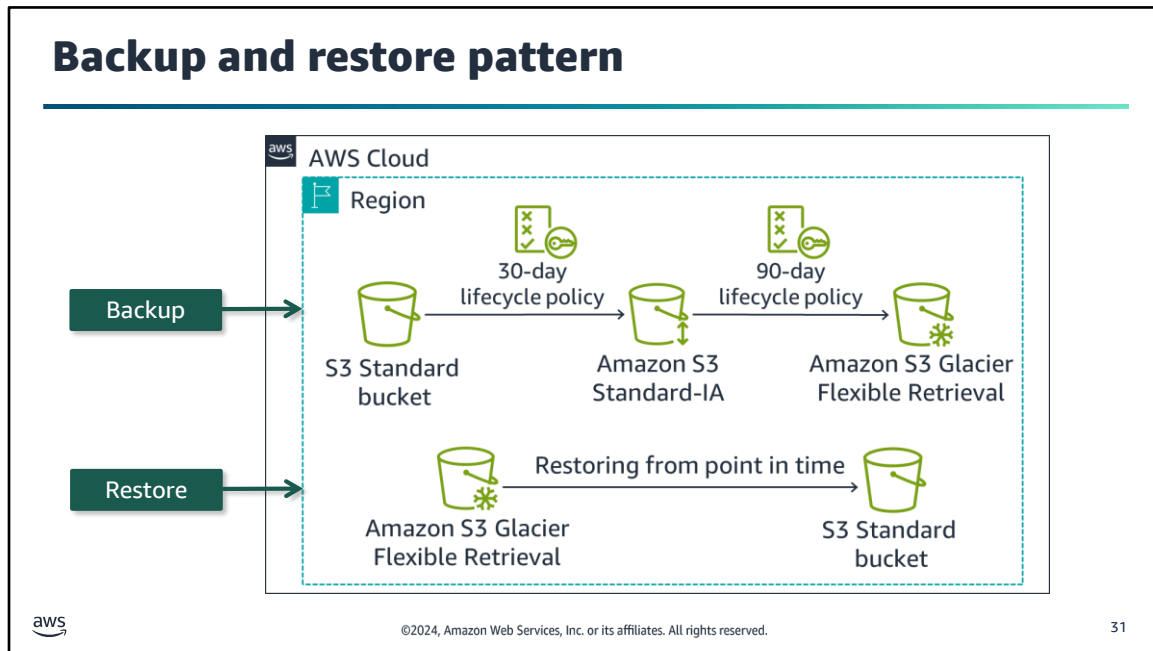 Backup and restore pattern
aws
AWS Cloud
Region
30-day
lifecycle policy
90-day
lifecycle policy
Backup
S3 Standard
bucket
Amazon S3
Standard-IA
Amazon S3 Glacier
Flexible Retrieval
Restore
Restoring from point in time
Amazon S3 Glacier
Flexible Retrieval
S3 Standard
bucket
aws
©2024, Amazon Web Services, Inc. or its affiliates. All rights reserved.
31